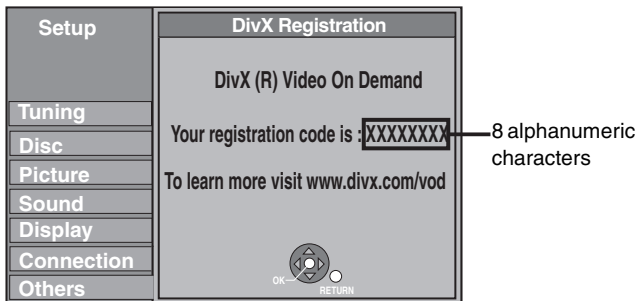 Setup
Tuning
Disc
Picture
Sound
Display
Connection
Others
DivX Registration
DivX (R) Video On Demand
Your registration code is : XXXXXXXX
To learn more visit www.divx.com/vod
OK
RETURN
8 alphanumeric
characters